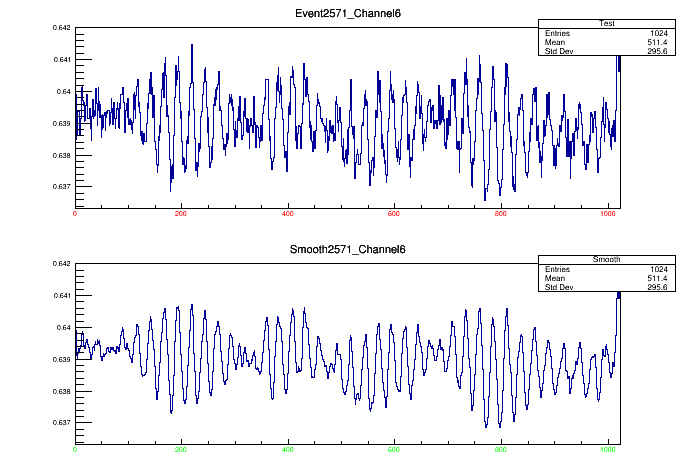 Event2571_Channel6
Test
Entries 1024
Mean 511.4
Std Dev 295.6
0.642
0.641
0.64
0.639
0.638
0.637
0 200 400 600 800 1000
Smooth2571_Channel6
Smooth
Entries 1024
Mean 511.4
Std Dev 295.6
0.642
0.641
0.64
0.639
0.638
0.637
0 200 400 600 800 1000